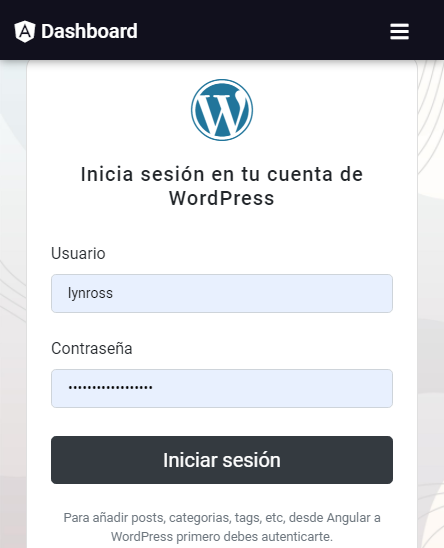 Dashboard
Inicia sesión en tu cuenta de
WordPress
Usuario
lynross
Contraseña
••••••••••••••••••
Iniciar sesión
Para añadir posts, categorias, tags, etc, desde Angular a
WordPress primero debes autenticarte.